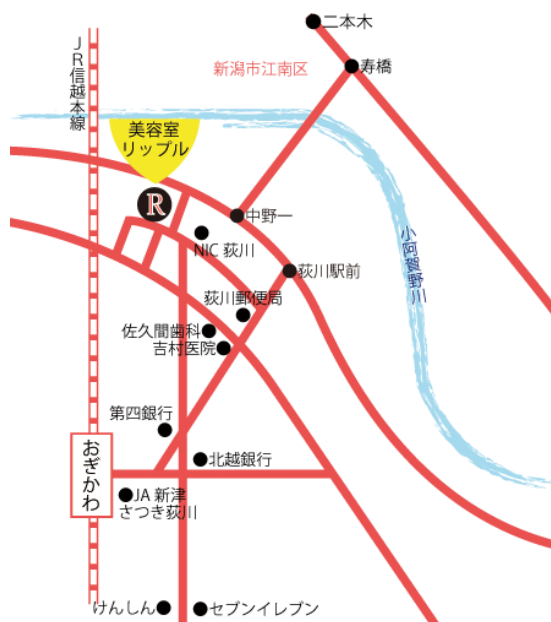 二本木
JR信越本線
新潟市江南区
寿橋
美容室
リップル
R
中野一
小阿賀野川
NIC 荻川
荻川駅前
荻川郵便局
佐久間歯科
吉村医院
第四銀行
おぎかわ
北越銀行
JA 新津
さつき荻川
けんしん
セブンイレブン